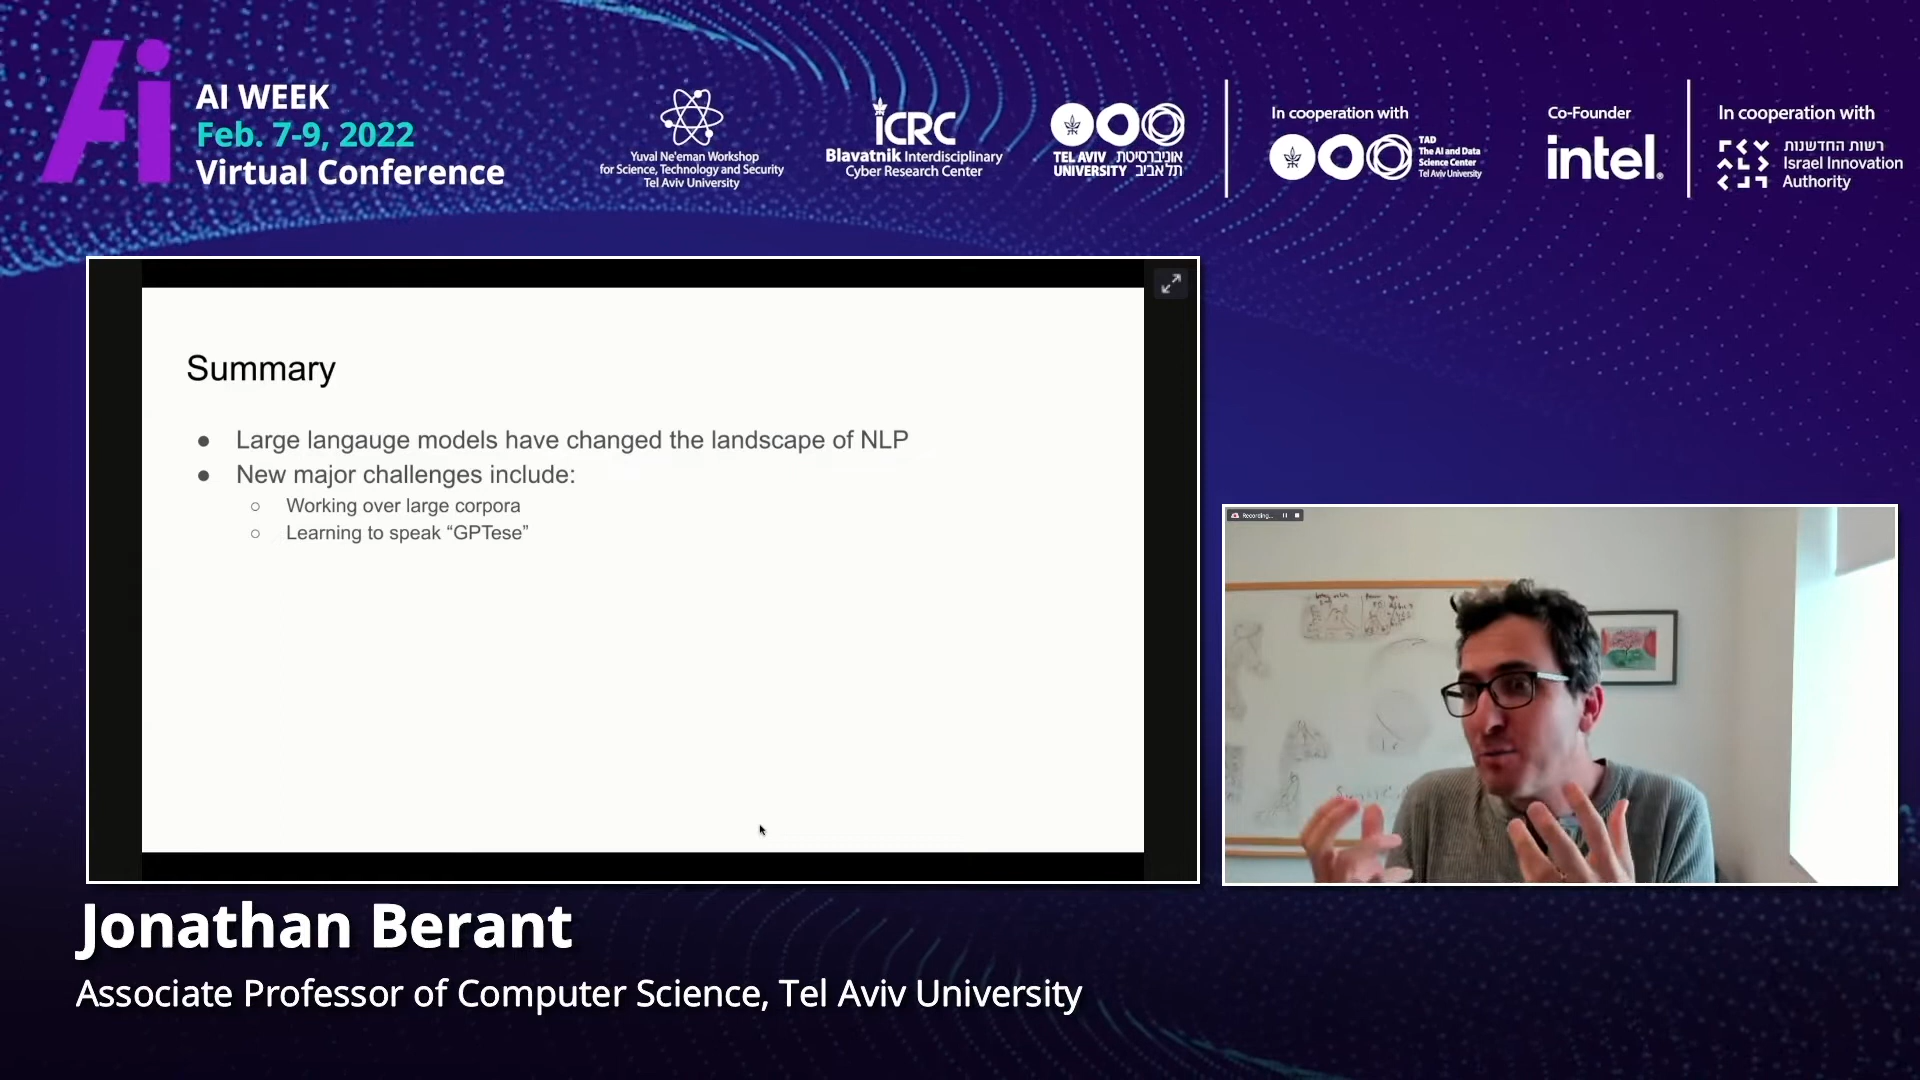 AI
AI WEEK
Feb. 7-9, 2022
Virtual Conference
Yuval Ne'eman Workshop
for Science, Technology and Security
Tel Aviv University
iCRC
Blavatnik Interdisciplinary
Cyber Research Center
TEL AVIV אוניברסיטת
UNIVERSITY תל אביב
In cooperation with
TAD
The AI and Data
Science Center
Tel Aviv University
Co-Founder
intel.
In cooperation with
רשות החדשנות
Israel Innovation
Authority
Summary
● Large langauge models have changed the landscape of NLP
● New major challenges include:
○ Working over large corpora
○ Learning to speak “GPTese”
Recording...
Jonathan Berant
Associate Professor of Computer Science, Tel Aviv University